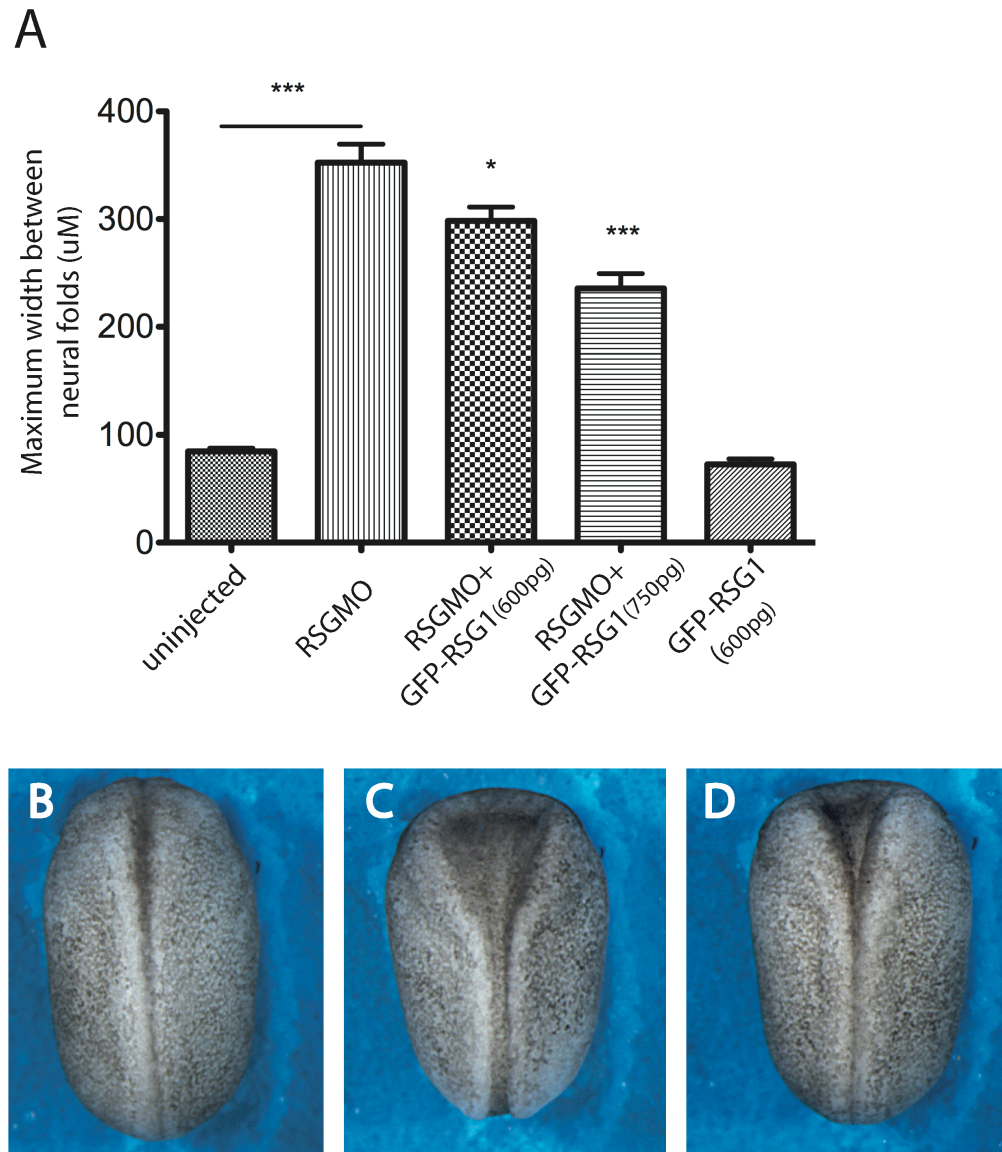 A
***
400
300
200
100
0
Maximum width between
neural folds (uM)
*
***
uninjected
RSGMO
RSGMO+
GFP-RSG1(600pg)
RSGMO+
GFP-RSG1(750pg)
GFP-RSG1
(600pg)
B
C
D